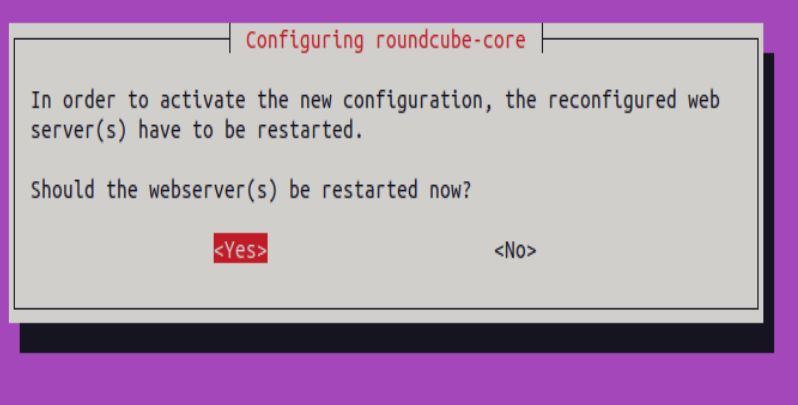 Configuring roundcube-core
In order to activate the new configuration, the reconfigured web
server(s) have to be restarted.
Should the webserver(s) be restarted now?
<Yes> <No>